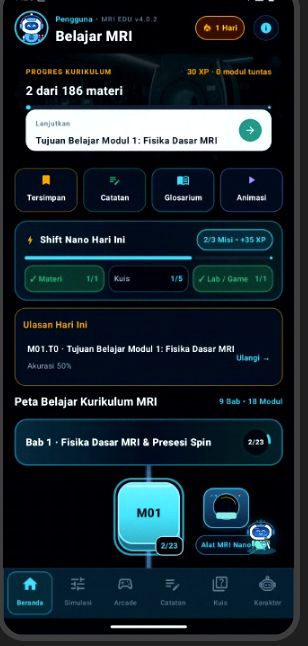 Pengguna • MRI EDU v4.0.2
Belajar MRI
1 Hari
PROGRES KURIKULUM
30 XP · 0 modul tuntas
2 dari 186 materi
Lanjutkan
Tujuan Belajar Modul 1: Fisika Dasar MRI
Tersimpan
Catatan
Glosarium
Animasi
Shift Nano Hari Ini
2/3 Misi • +35 XP
✓ Materi 1/1
Kuis 1/5
✓ Lab / Game 1/1
Ulasan Hari Ini
M01.T0 · Tujuan Belajar Modul 1: Fisika Dasar MRI
Ulangi →
Akurasi 50%
Peta Belajar Kurikulum MRI
9 Bab • 18 Modul
Bab 1 · Fisika Dasar MRI & Presesi Spin
2/23
M01
2/23
Alat MRI Nano
Beranda
Simulasi
Arcade
Catatan
Kuis
Karakter